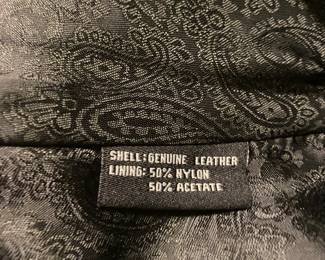 SHELL: GENUINE LEATHER
LINING: 50% NYLON
50% ACETATE